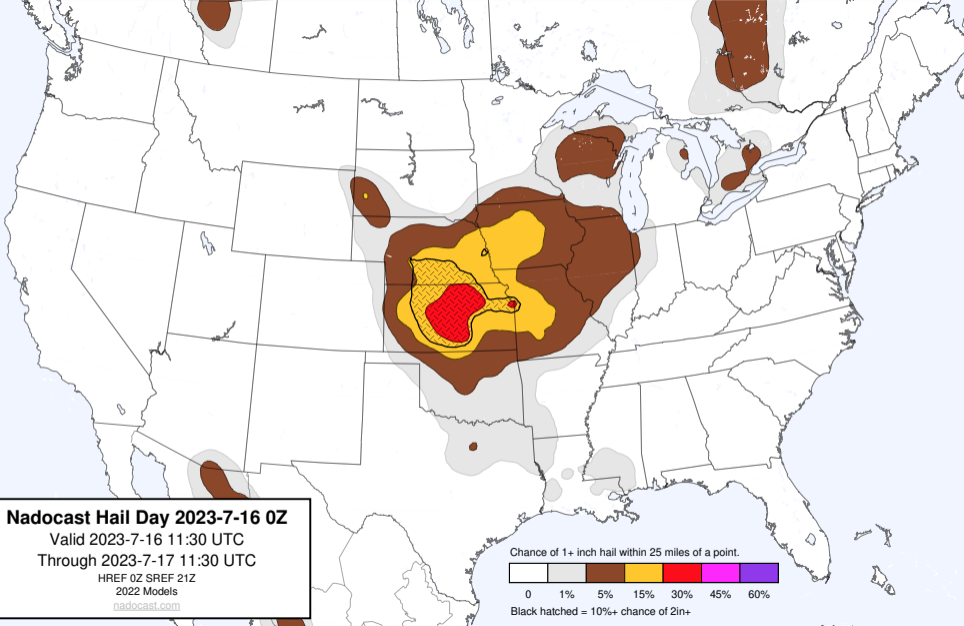 Nadocast Hail Day 2023-7-16 0Z
Valid 2023-7-16 11:30 UTC
Through 2023-7-17 11:30 UTC
HREF 0Z SREF 21Z
2022 Models
nadocast.com
Chance of 1+ inch hail within 25 miles of a point.
0 1% 5% 15% 30% 45% 60%
Black hatched = 10%+ chance of 2in+